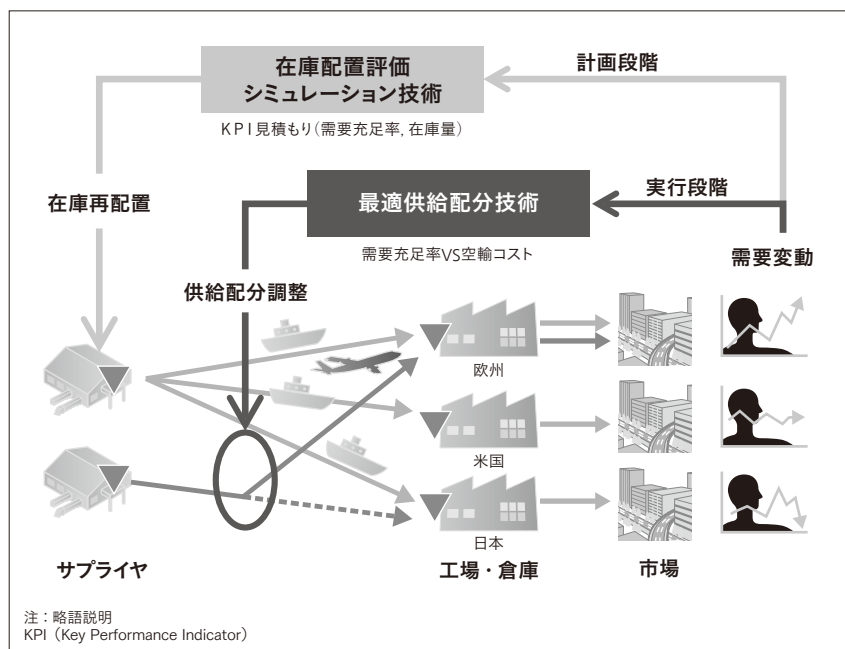 在庫配置評価
シミュレーション技術
計画段階
KPI見積もり(需要充足率, 在庫量)
在庫再配置
最適供給配分技術
実行段階
需要充足率VS空輸コスト
需要変動
供給配分調整
欧州
米国
日本
サプライヤ
工場・倉庫
市場
注：略語説明
KPI（Key Performance Indicator）